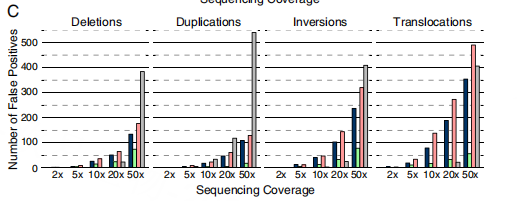 Sequencing Coverage
C
Deletions Duplications Inversions Translocations
Number of False Positives
500
400
300
200
100
0
2x 5x 10x 20x 50x 2x 5x 10x 20x 50x 2x 5x 10x 20x 50x 2x 5x 10x 20x 50x
Sequencing Coverage